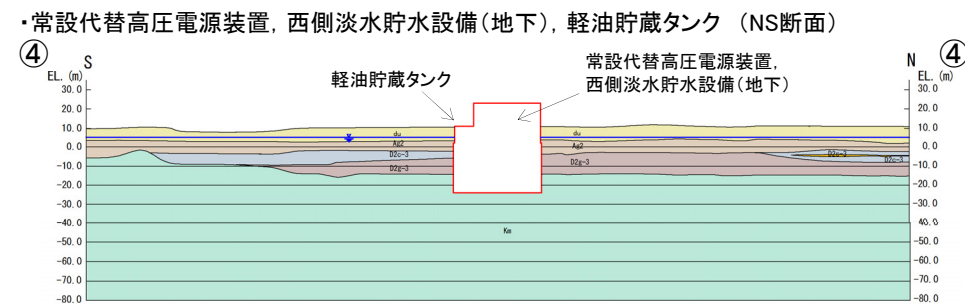 ・常設代替高圧電源装置，西側淡水貯水設備（地下），軽油貯蔵タンク （NS断面）
④ S N ④
EL. (m) EL. (m)
軽油貯蔵タンク
常設代替高圧電源装置，
西側淡水貯水設備（地下）
30.0 30.0
20.0 20.0
10.0 du du 10.0
0.0 Ag2 Ag2 0.0
D2c-3 D2c-3
-10.0 D2g-3 D2g-3 D2c-3 -10.0
-20.0 -20.0
-30.0 -30.0
-40.0 Km -40.0
-50.0 -50.0
-60.0 -60.0
-70.0 -70.0
-80.0 -80.0